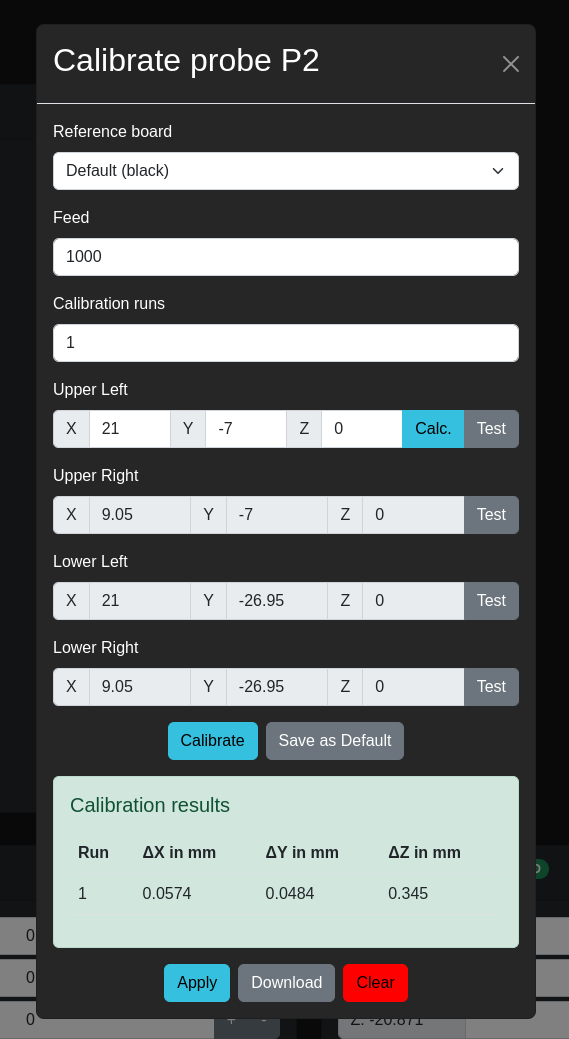 Calibrate probe P2
Reference board
Default (black)
Feed
1000
Calibration runs
1
Upper Left
X 21 Y -7 Z 0 Calc. Test
Upper Right
X 9.05 Y -7 Z 0 Test
Lower Left
X 21 Y -26.95 Z 0 Test
Lower Right
X 9.05 Y -26.95 Z 0 Test
Calibrate Save as Default
Calibration results
Run ΔX in mm ΔY in mm ΔZ in mm
1 0.0574 0.0484 0.345
0
0
Apply Download Clear
0 Z: -20.871